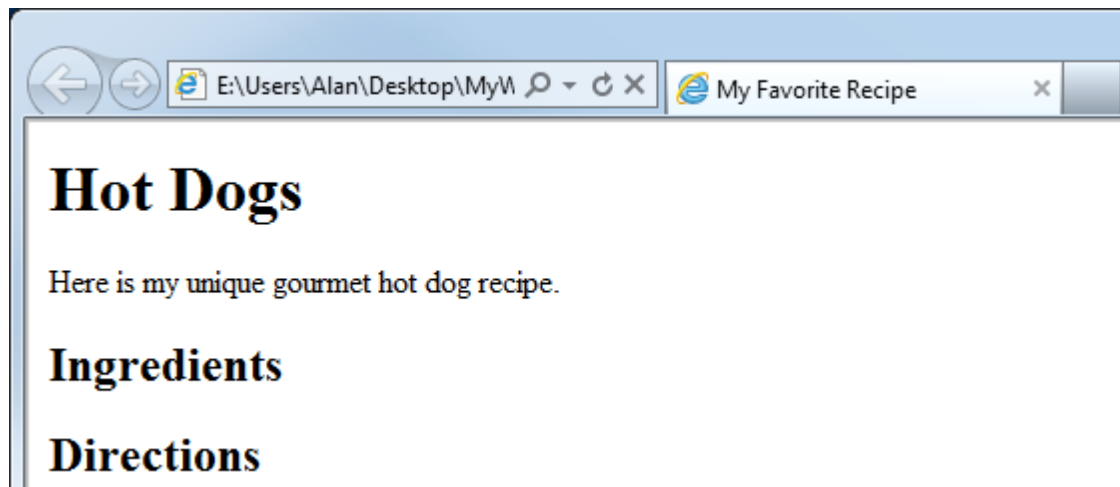 E:\Users\Alan\Desktop\MyW
My Favorite Recipe
Hot Dogs
Here is my unique gourmet hot dog recipe.
Ingredients
Directions